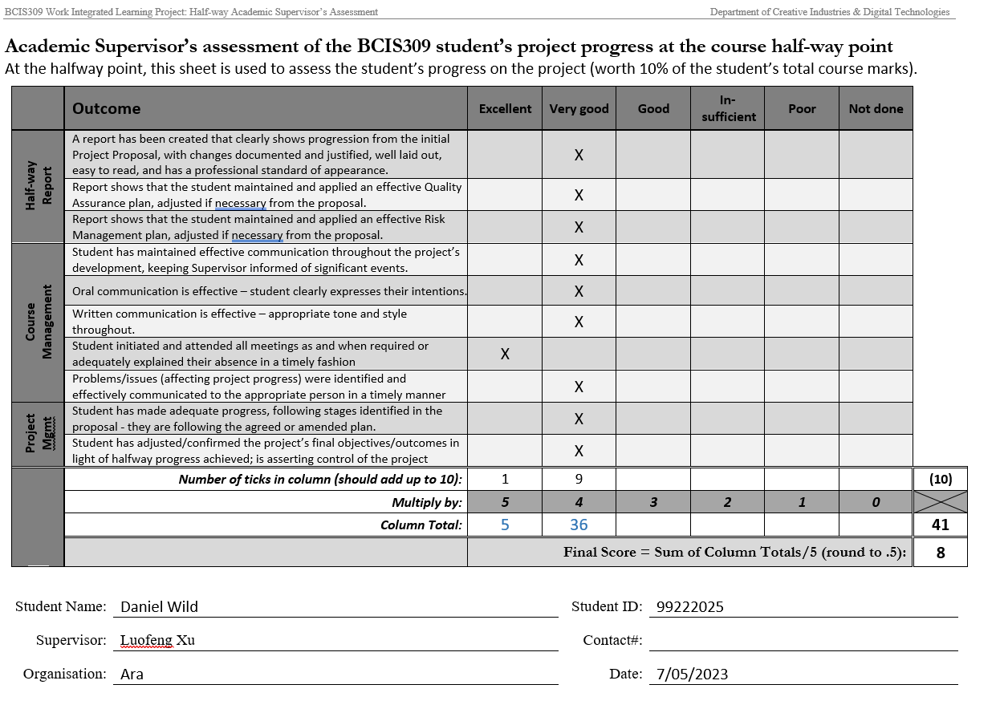 BCIS309 Work Integrated Learning Project: Half-way Academic Supervisor's Assessment
Department of Creative Industries & Digital Technologies
Academic Supervisor's assessment of the BCIS309 student's project progress at the course half-way point
At the halfway point, this sheet is used to assess the student's progress on the project (worth 10% of the student's total course marks).
Outcome Excellent Very good Good In-
sufficient Poor Not done
Half-way
Report
A report has been created that clearly shows progression from the initial
Project Proposal, with changes documented and justified, well laid out,
easy to read, and has a professional standard of appearance.
X
Report shows that the student maintained and applied an effective Quality
Assurance plan, adjusted if necessary from the proposal.
X
Report shows that the student maintained and applied an effective Risk
Management plan, adjusted if necessary from the proposal.
X
Course
Management
Student has maintained effective communication throughout the project's
development, keeping Supervisor informed of significant events.
X
Oral communication is effective – student clearly expresses their intentions.
X
Written communication is effective – appropriate tone and style
throughout.
X
Student initiated and attended all meetings as and when required or
adequately explained their absence in a timely fashion
X
Problems/issues (affecting project progress) were identified and
effectively communicated to the appropriate person in a timely manner
X
Project
Mgmt
Student has made adequate progress, following stages identified in the
proposal - they are following the agreed or amended plan.
X
Student has adjusted/confirmed the project's final objectives/outcomes in
light of halfway progress achieved; is asserting control of the project
X
Number of ticks in column (should add up to 10): 1 9 (10)
Multiply by: 5 4 3 2 1 0
Column Total: 5 36 41
Final Score = Sum of Column Totals/5 (round to .5): 8
Student Name: Daniel Wild Student ID: 99222025
Supervisor: Luofeng Xu Contact#:
Organisation: Ara Date: 7/05/2023